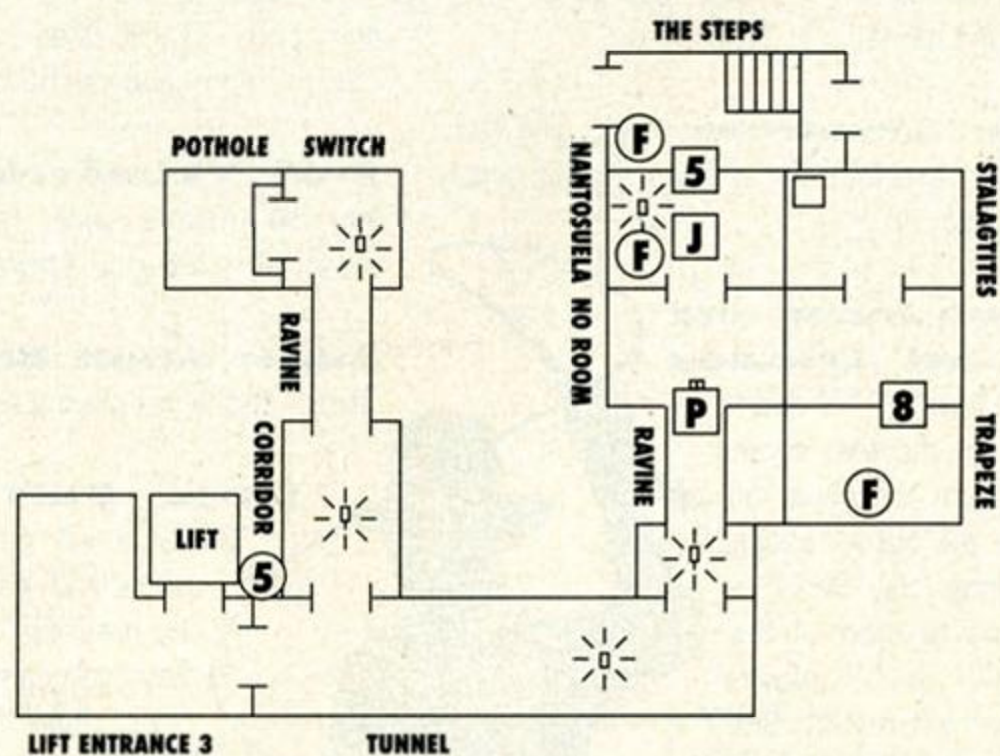 THE STEPS
POTHOLE SWITCH
F
5
NANTOSUELA NO ROOM
STALAGTITES
F
J
RAVINE
P
8
CORRIDOR
RAVINE
TRAPEZE
F
LIFT
5
LIFT ENTRANCE 3
TUNNEL